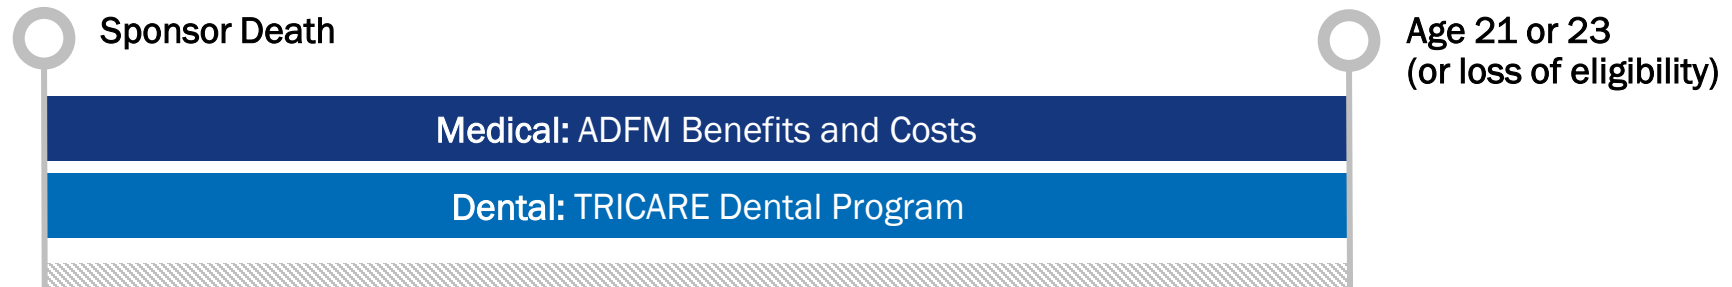 Sponsor Death
Age 21 or 23
(or loss of eligibility)
Medical: ADFM Benefits and Costs
Dental: TRICARE Dental Program